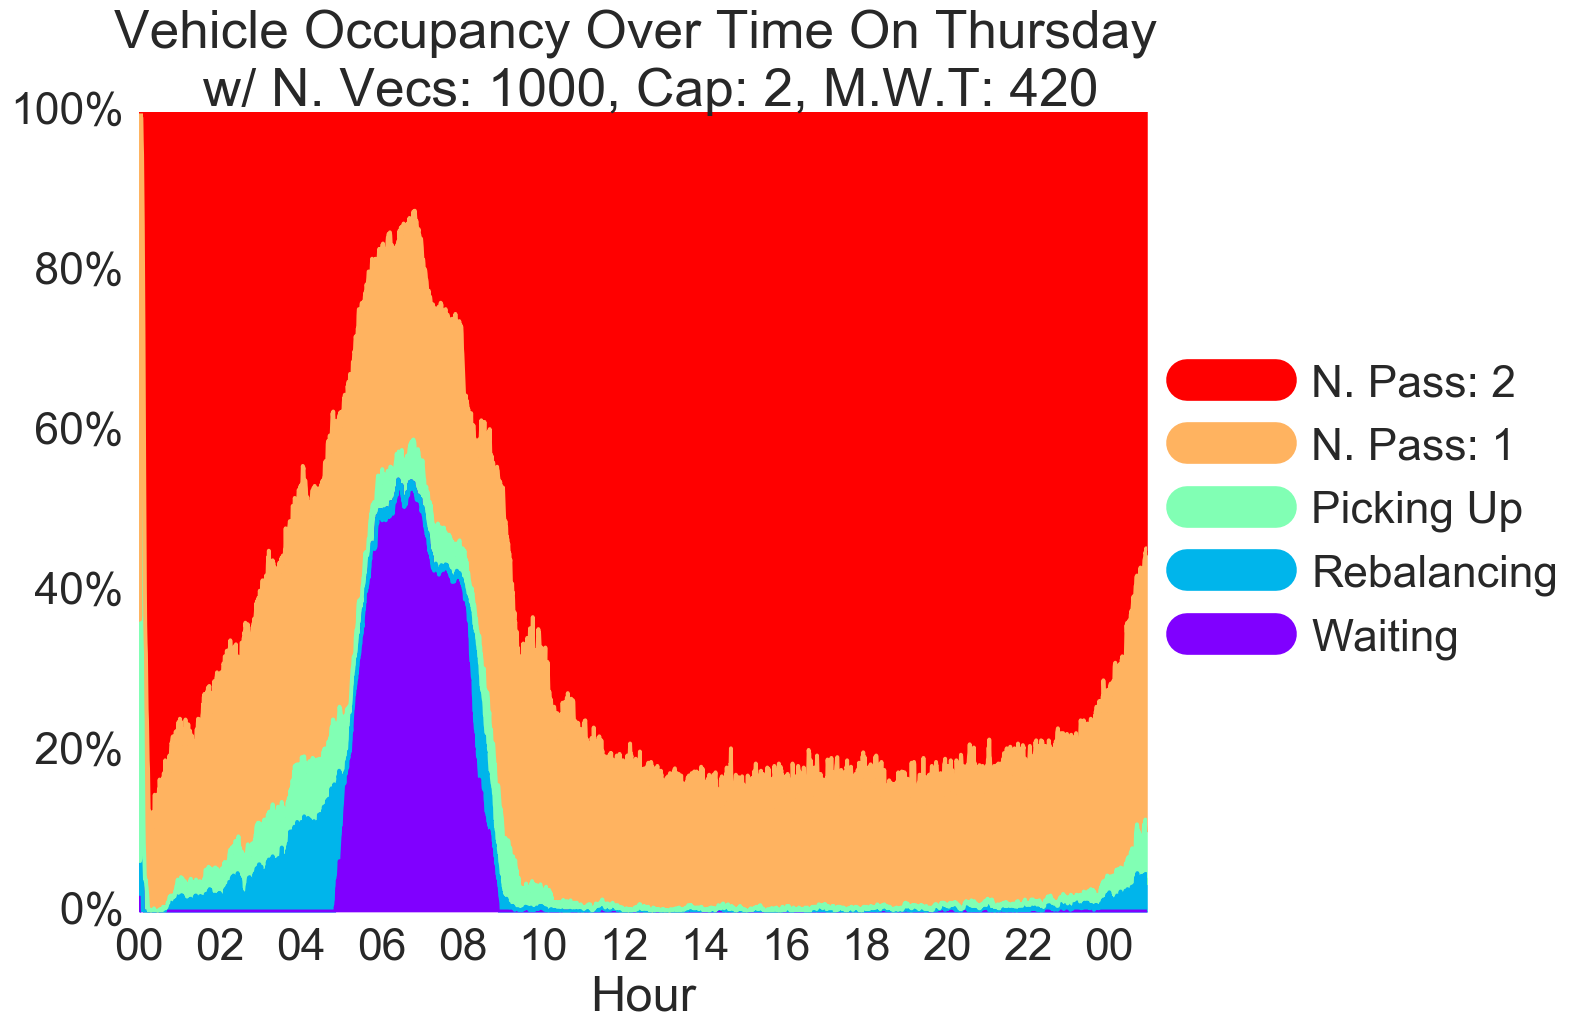 Vehicle Occupancy Over Time On Thursday
w/ N. Vecs: 1000, Cap: 2, M.W.T: 420
100%
80%
60%
40%
20%
0%
00 02 04 06 08 10 12 14 16 18 20 22 00
Hour
N. Pass: 2
N. Pass: 1
Picking Up
Rebalancing
Waiting